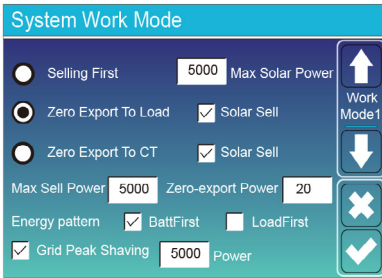 System Work Mode
Selling First 5000 Max Solar Power
Work
Zero Export To Load Solar Sell Mode1
Zero Export To CT Solar Sell
Max Sell Power 5000 Zero-export Power 20
Energy pattern BattFirst LoadFirst
Grid Peak Shaving 5000 Power